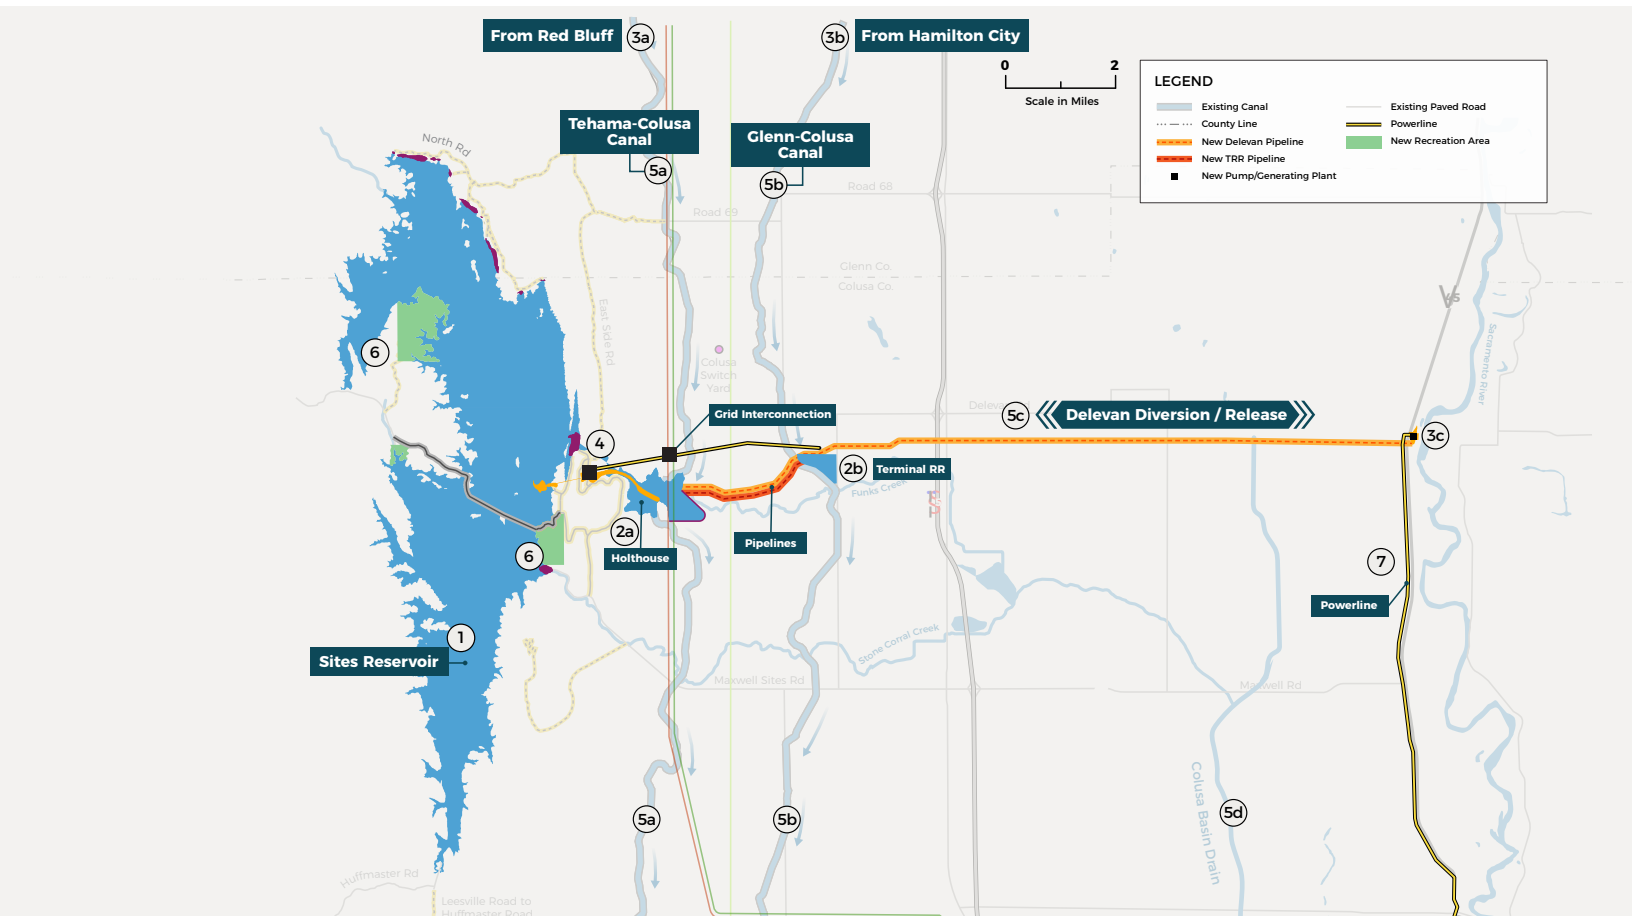 From Red Bluff
3a
3b
From Hamilton City
0
2
Scale in Miles
LEGEND
Existing Canal
County Line
New Delevan Pipeline
New TRR Pipeline
New Pump/Generating Plant
Existing Paved Road
Powerline
New Recreation Area
Tehama-Colusa
Canal
5a
Glenn-Colusa
Canal
5b
North Rd
Road 68
Road 69
Glenn Co.
Colusa Co.
East Side Rd
45
Sacramento River
6
Colusa
Switch
Yard
Grid Interconnection
5c
Delevan Diversion / Release
3c
4
2b
Terminal RR
Funks Creek
2a
Holthouse
Pipelines
6
7
Powerline
1
Sites Reservoir
Stone Corral Creek
Maxwell Sites Rd
Maxwell Rd
Colusa Basin Drain
5a
5b
5d
Huffmaster Rd
Leesville Road to
Huffmaster Road